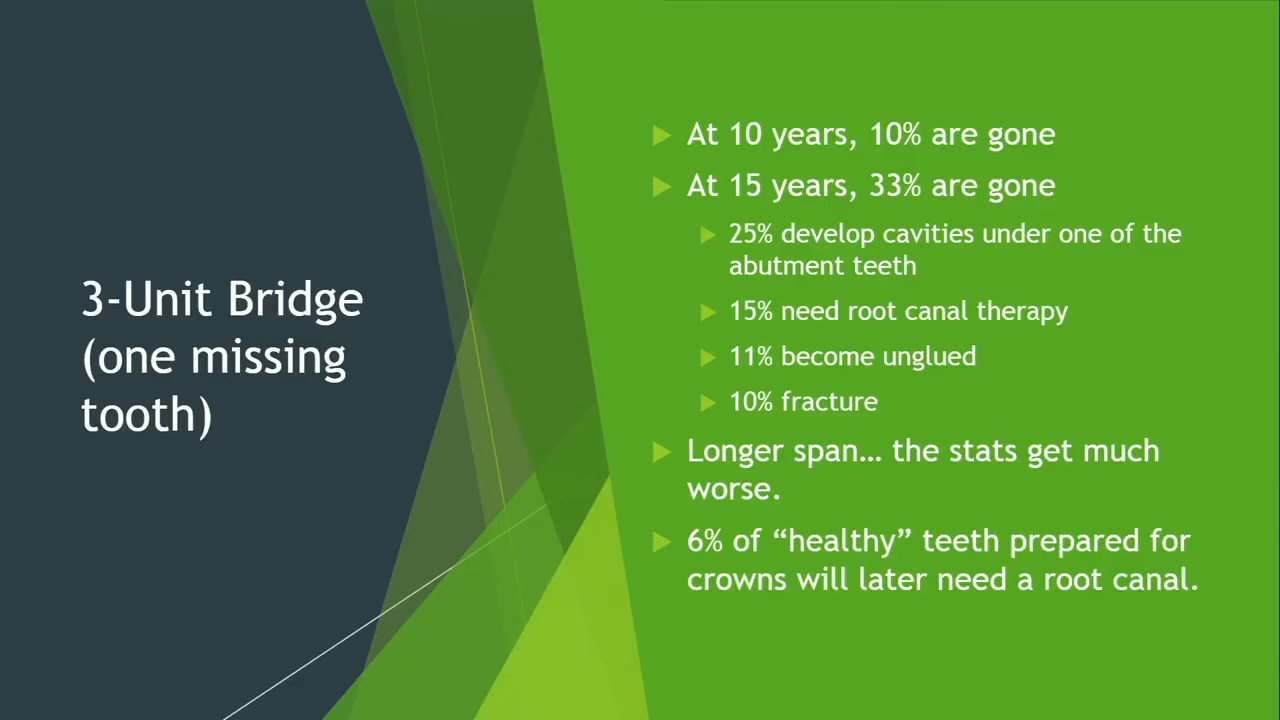 3-Unit Bridge
(one missing
tooth)
At 10 years, 10% are gone
At 15 years, 33% are gone
25% develop cavities under one of the
abutment teeth
15% need root canal therapy
11% become unglued
10% fracture
Longer span… the stats get much
worse.
6% of “healthy” teeth prepared for
crowns will later need a root canal.